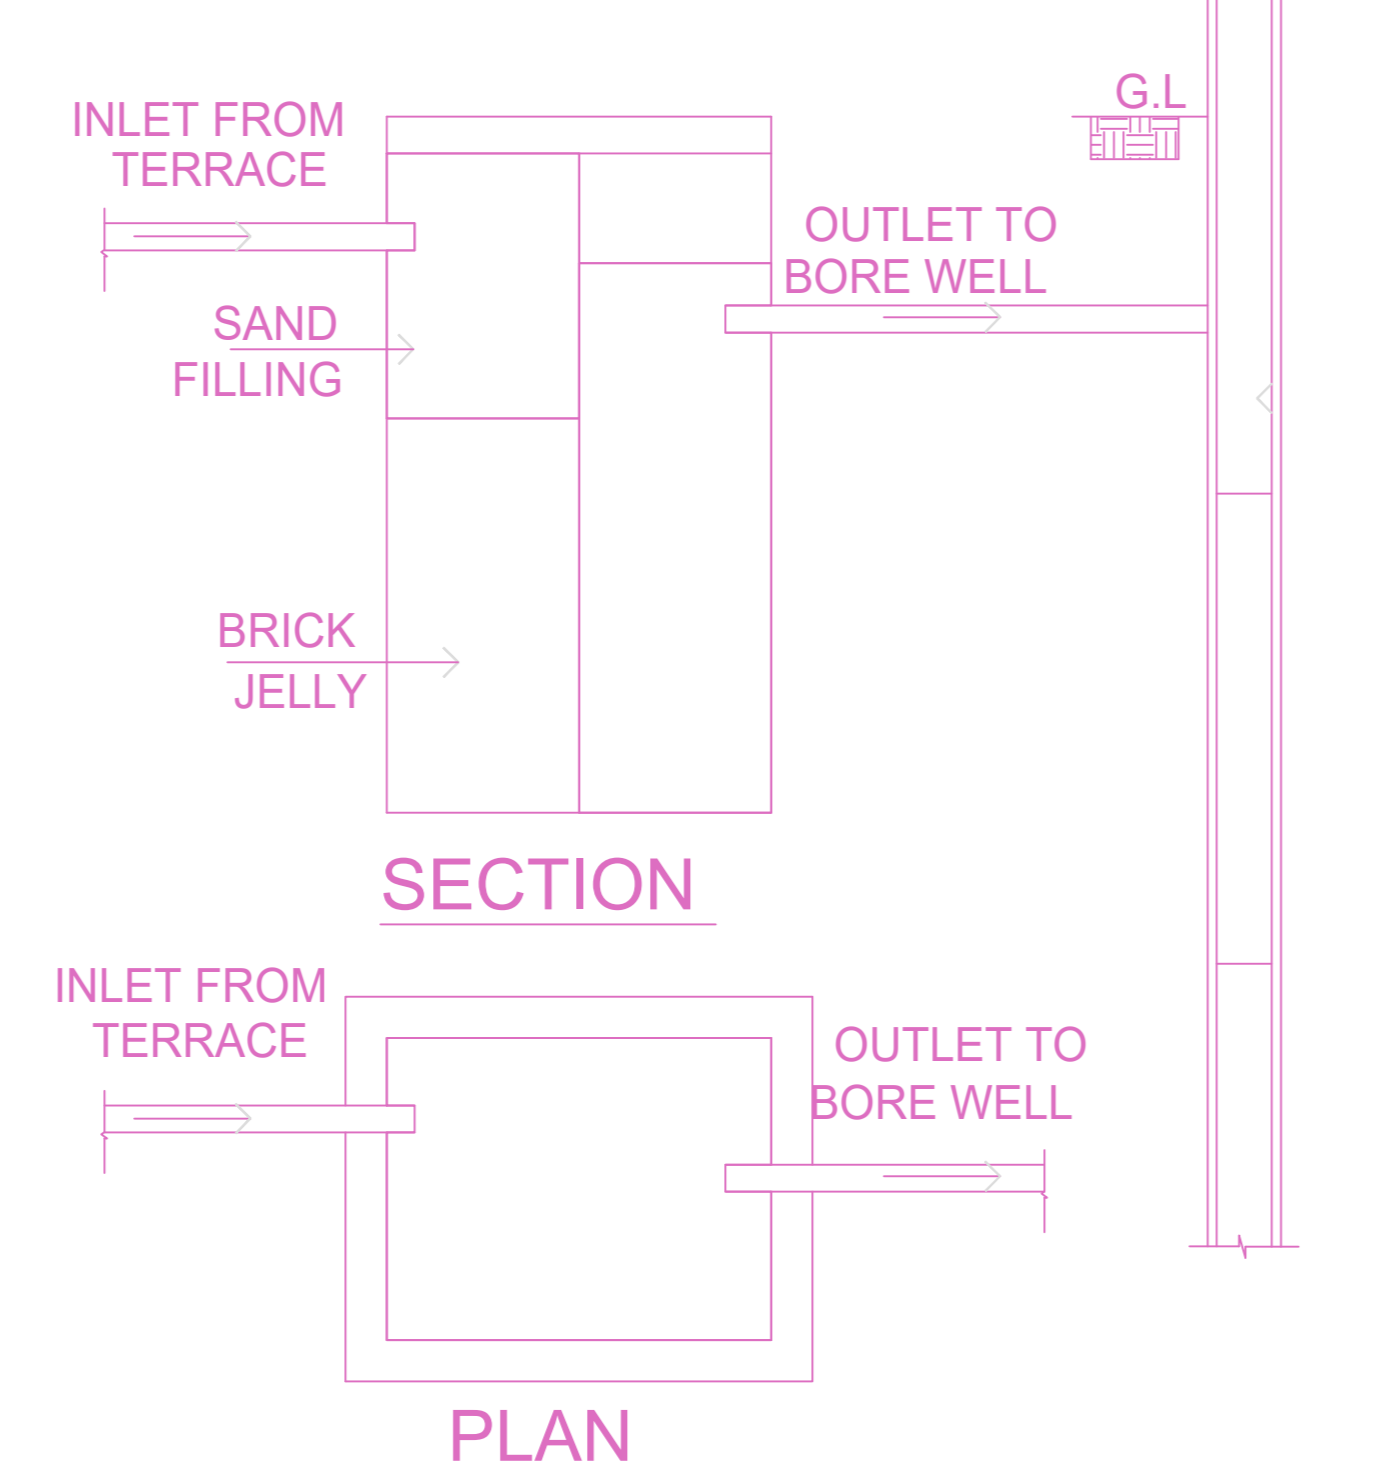 INLET FROM
TERRACE
G.L
OUTLET TO
BORE WELL
SAND
FILLING
BRICK
JELLY
SECTION
INLET FROM
TERRACE
OUTLET TO
BORE WELL
PLAN